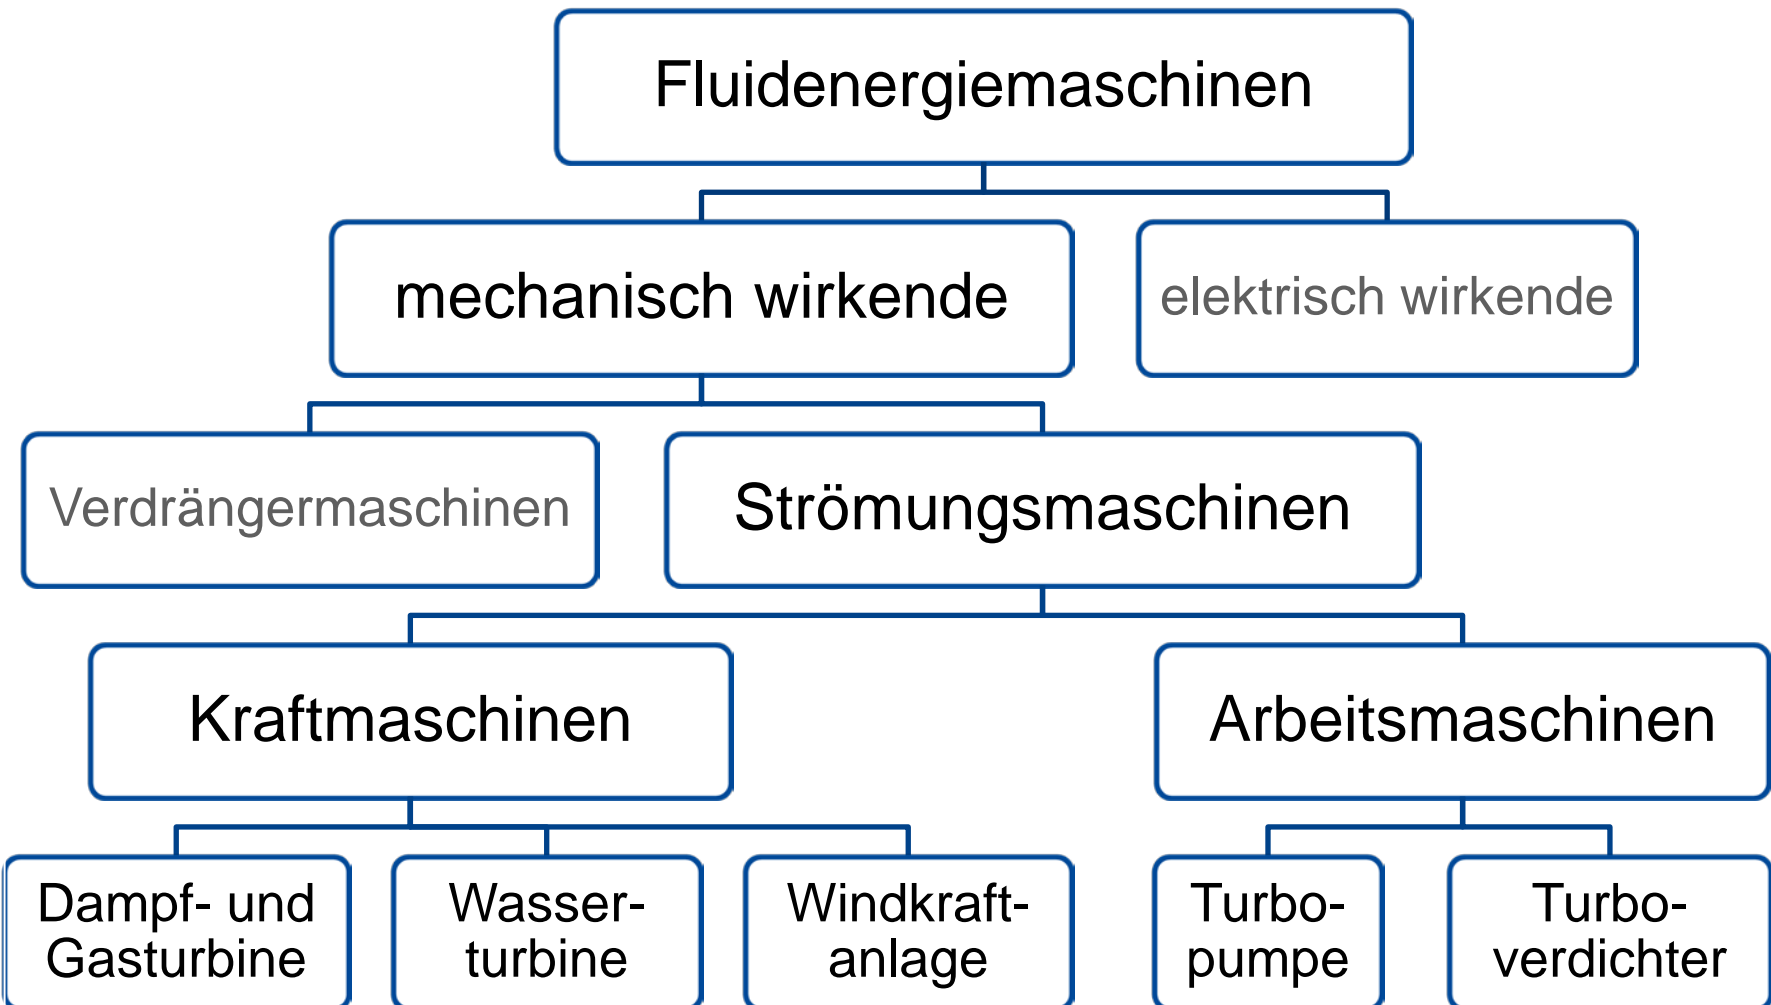 Fluidenergiemaschinen
mechanisch wirkende
elektrisch wirkende
Verdrängermaschinen
Strömungsmaschinen
Kraftmaschinen
Arbeitsmaschinen
Dampf- und
Gasturbine
Wasser-
turbine
Windkraft-
anlage
Turbo-
pumpe
Turbo-
verdichter